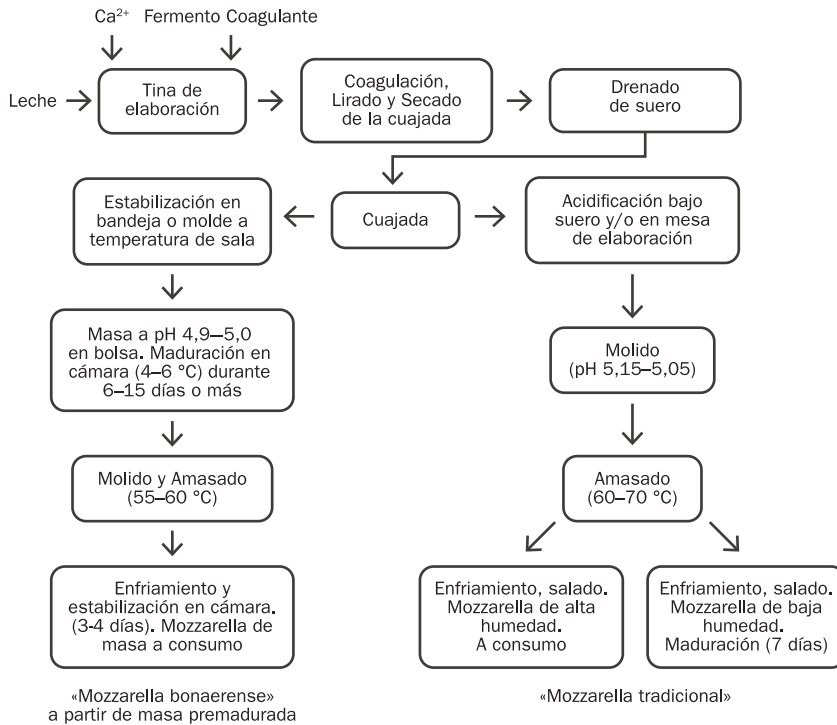 Ca²⁺ Fermento Coagulante
Leche
Tina de
elaboración
Coagulación,
Lirado y Secado
de la cuajada
Drenado
de suero
Estabilización en
bandeja o molde a
temperatura de sala
Cuajada
Acidificación bajo
suero y/o en mesa
de elaboración
Masa a pH 4,9–5,0
en bolsa. Maduración en
cámara (4–6 °C) durante
6–15 días o más
Molido
(pH 5,15–5,05)
Molido y Amasado
(55–60 °C)
Amasado
(60–70 °C)
Enfriamiento y
estabilización en cámara.
(3-4 días). Mozzarella de
masa a consumo
Enfriamiento, salado.
Mozzarella de alta
humedad.
A consumo
Enfriamiento, salado.
Mozzarella de baja
humedad.
Maduración (7 días)
«Mozzarella bonaerense»
a partir de masa premadurada
«Mozzarella tradicional»